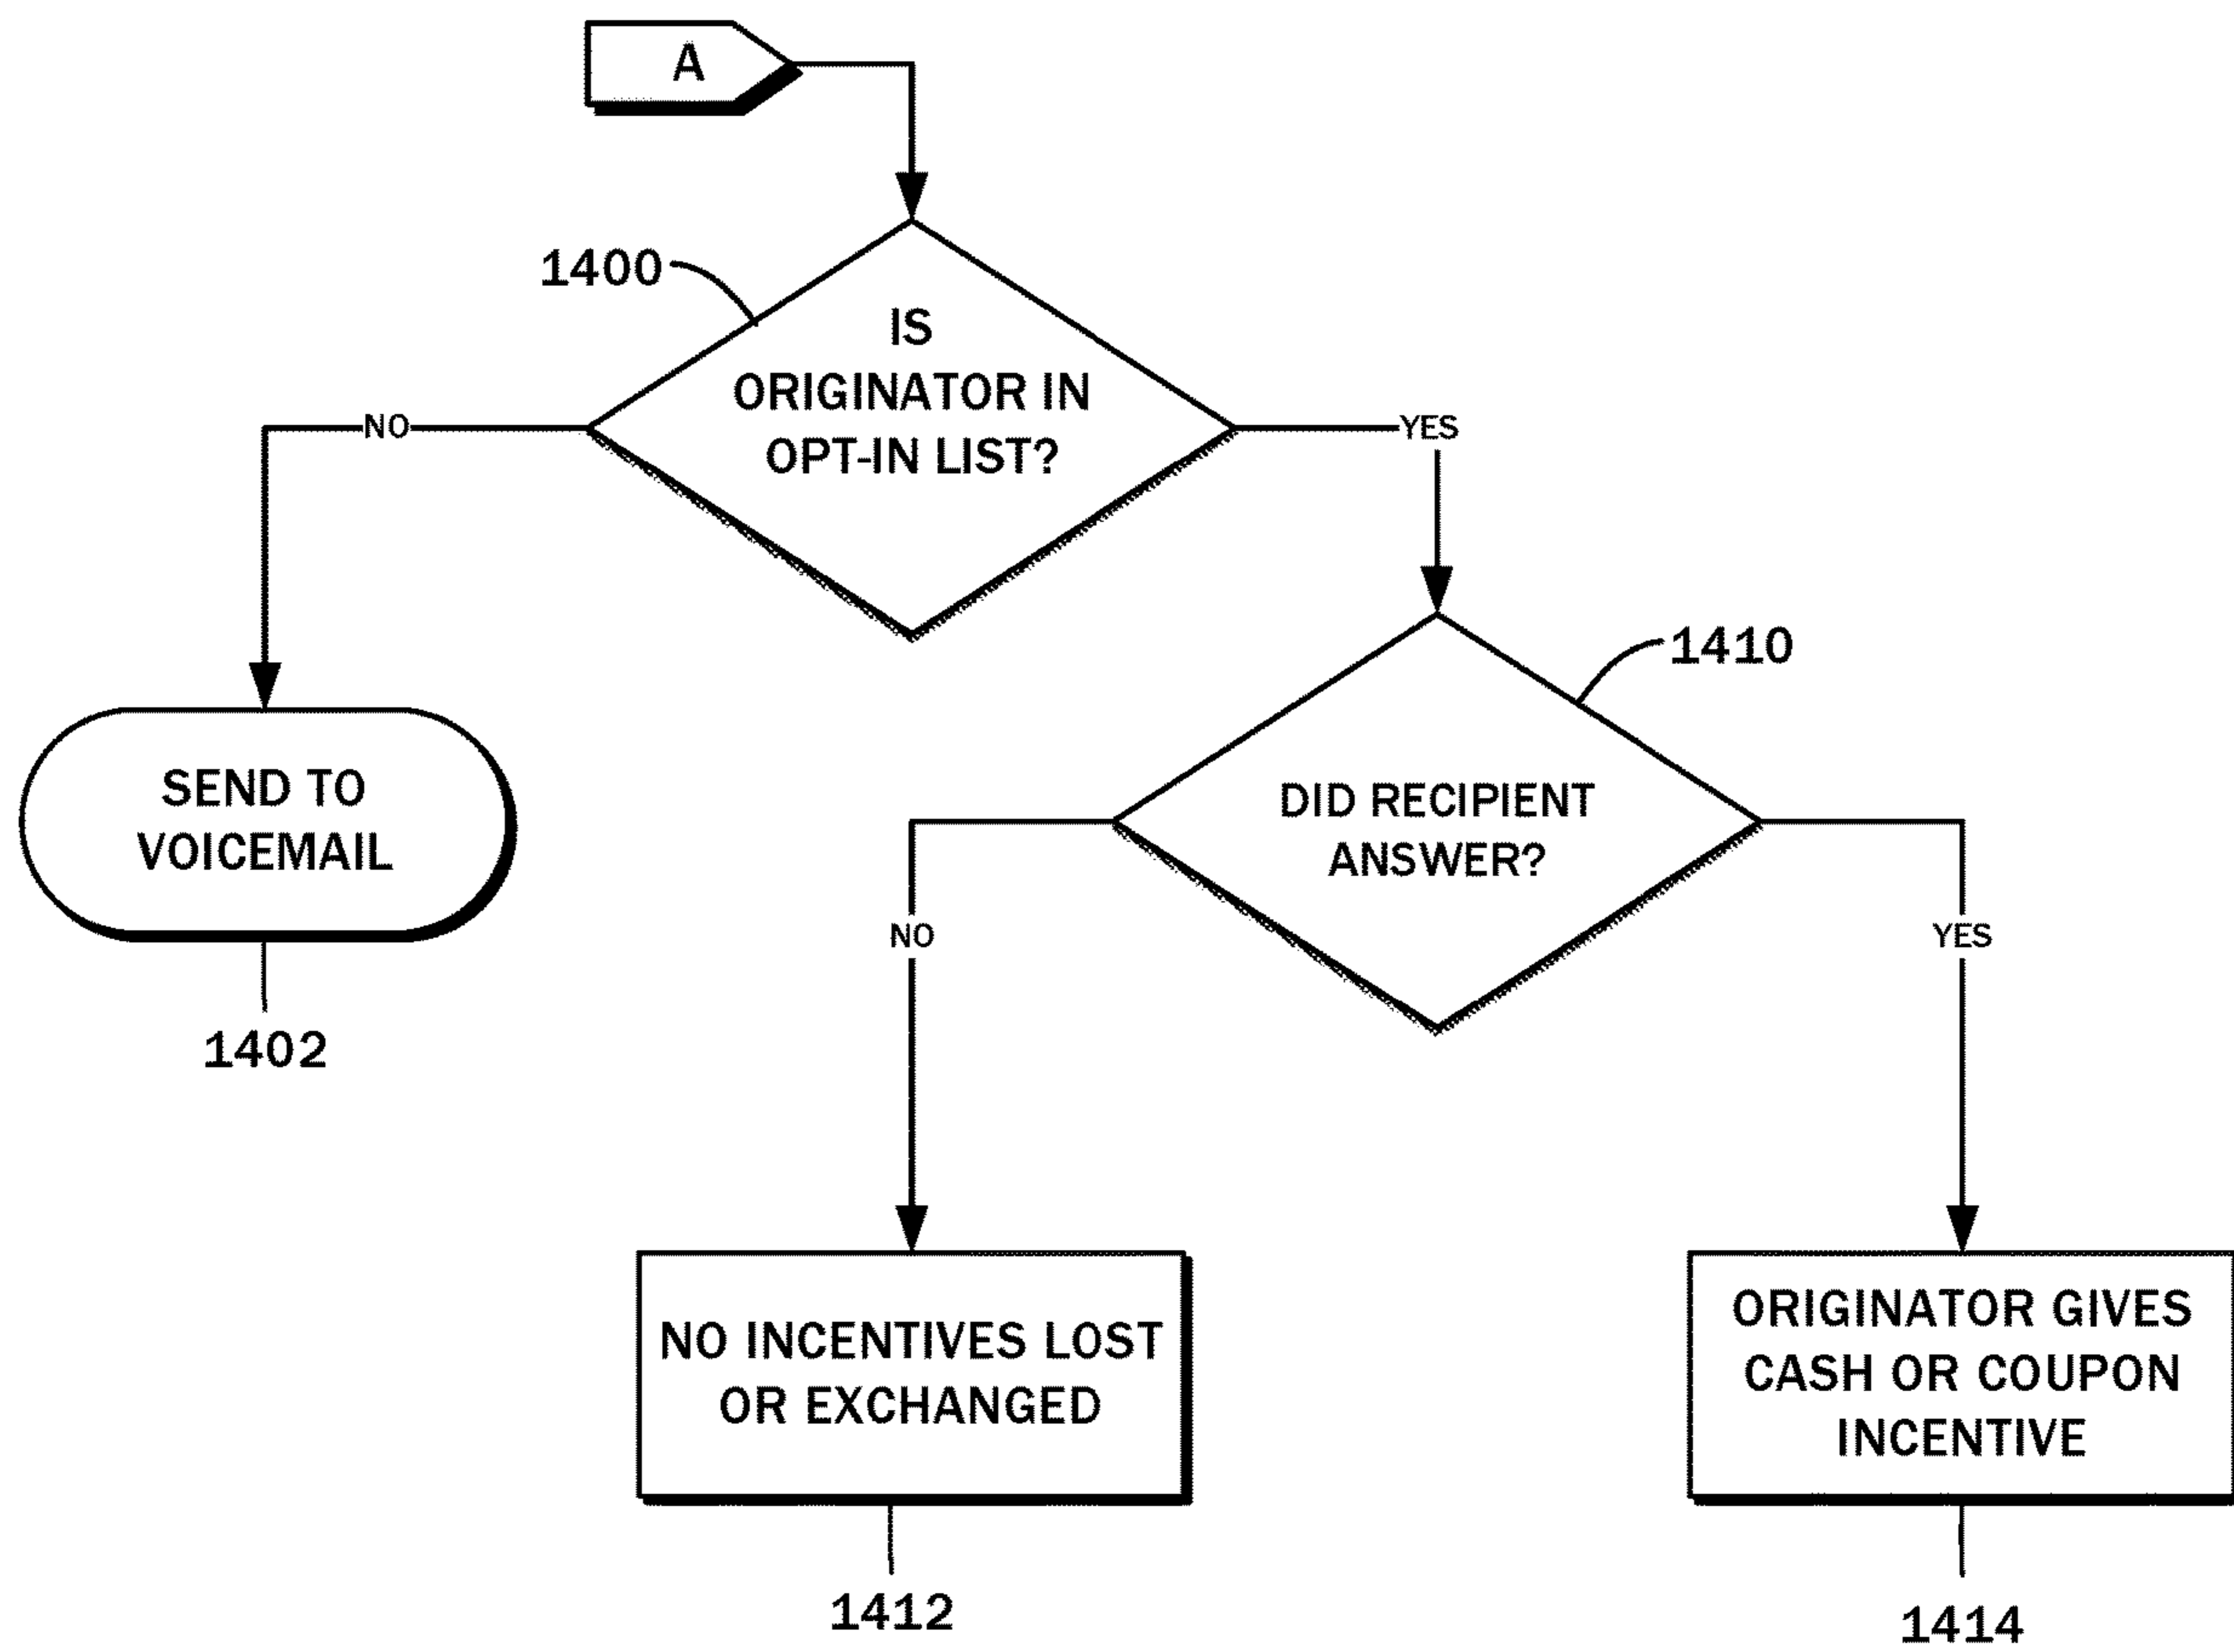 A
1400
IS
ORIGINATOR IN
OPT-IN LIST?
NO
YES
1410
SEND TO
VOICEMAIL
1402
DID RECIPIENT
ANSWER?
NO
YES
NO INCENTIVES LOST
OR EXCHANGED
1412
ORIGINATOR GIVES
CASH OR COUPON
INCENTIVE
1414